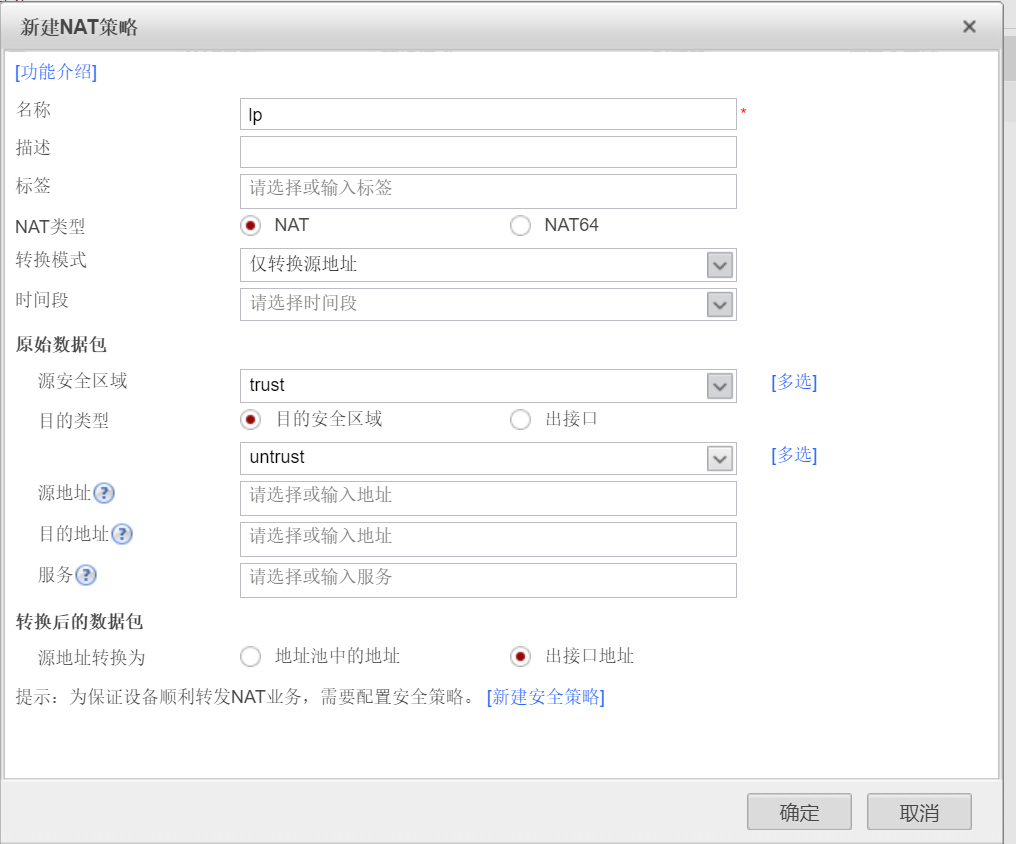 新建NAT策略
[功能介绍]
名称 lp *
描述
标签 请选择或输入标签
NAT类型 NAT NAT64
转换模式 仅转换源地址
时间段 请选择时间段
原始数据包
源安全区域 trust [多选]
目的类型 目的安全区域 出接口
untrust [多选]
源地址 ? 请选择或输入地址
目的地址 ? 请选择或输入地址
服务 ? 请选择或输入服务
转换后的数据包
源地址转换为 地址池中的地址 出接口地址
提示：为保证设备顺利转发NAT业务，需要配置安全策略。 [新建安全策略]
确定 取消